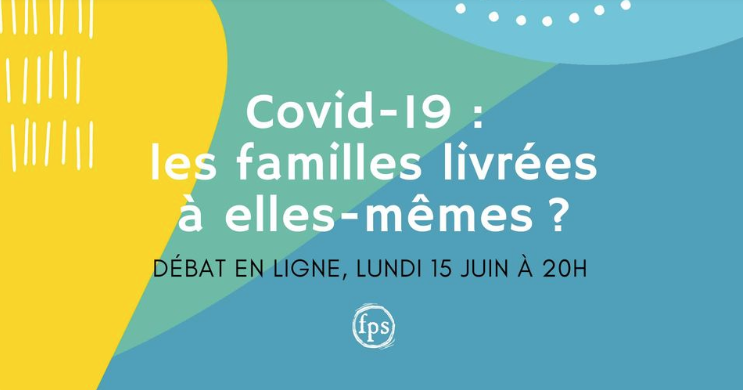 Covid-19 :
les familles livrées
à elles-mêmes ?
DÉBAT EN LIGNE, LUNDI 15 JUIN À 20H
fps